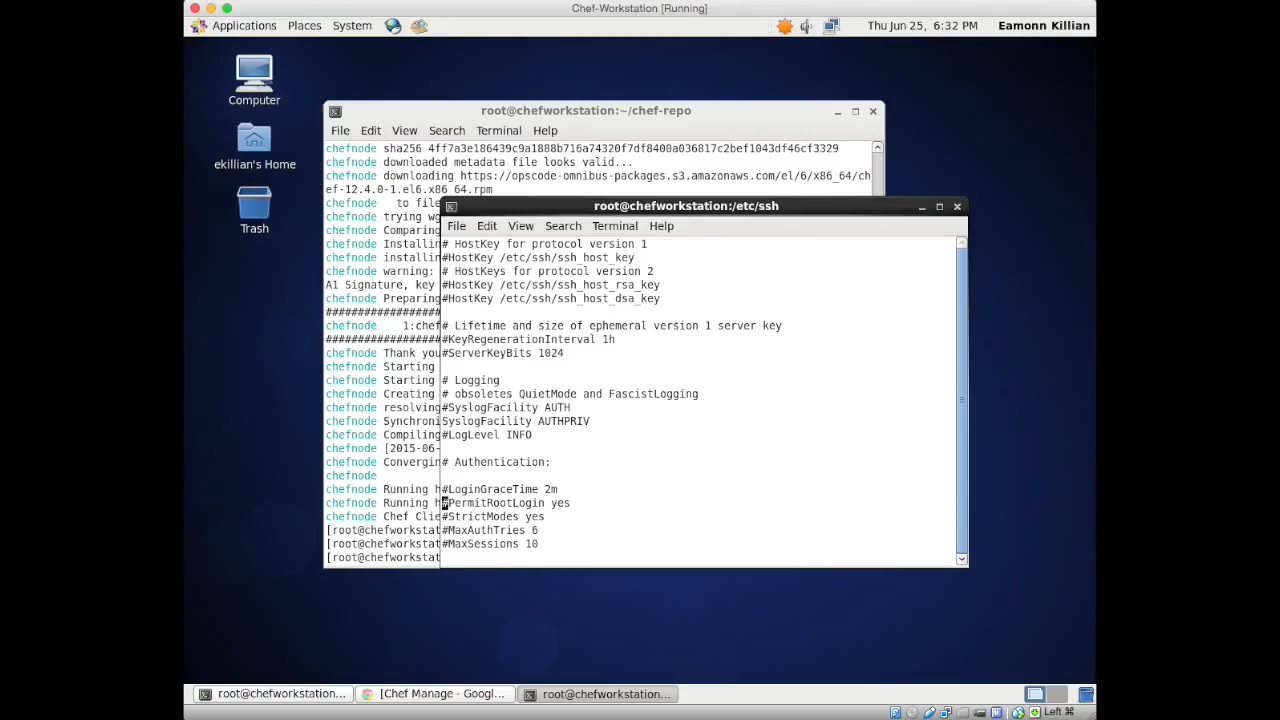 Chef-Workstation [Running]
Applications Places System Thu Jun 25, 6:32 PM Eamonn Killian
Computer
ekillian's Home
Trash
root@chefworkstation:~/chef-repo
File Edit View Search Terminal Help
chefnode sha256 4ff7a3e186439c9a1888b716a74320f7df8400a036817c2bef1043df46cf3329
chefnode downloaded metadata file looks valid...
chefnode downloading https://opscode-omnibus-packages.s3.amazonaws.com/el/6/x86_64/ch
ef-12.4.0-1.el6.x86_64.rpm
chefnode to file
chefnode trying wg
chefnode Comparing
chefnode Installin
chefnode installin
chefnode warning:
A1 Signature, key
chefnode Preparing
##################
chefnode 1:chef
##################
chefnode Thank you
chefnode Starting
chefnode Starting
chefnode Creating
chefnode resolving
chefnode Synchroni
chefnode Compiling
chefnode [2015-06-
chefnode Convergin
chefnode
chefnode Running h
chefnode Running h
chefnode Chef Clie
[root@chefworkstat
[root@chefworkstat
[root@chefworkstat
root@chefworkstation:/etc/ssh
File Edit View Search Terminal Help
# HostKey for protocol version 1
#HostKey /etc/ssh/ssh_host_key
# HostKeys for protocol version 2
#HostKey /etc/ssh/ssh_host_rsa_key
#HostKey /etc/ssh/ssh_host_dsa_key
# Lifetime and size of ephemeral version 1 server key
#KeyRegenerationInterval 1h
#ServerKeyBits 1024
# Logging
# obsoletes QuietMode and FascistLogging
#SyslogFacility AUTH
SyslogFacility AUTHPRIV
#LogLevel INFO
# Authentication:
#LoginGraceTime 2m
#PermitRootLogin yes
#StrictModes yes
#MaxAuthTries 6
#MaxSessions 10
root@chefworkstation... [Chef Manage - Googl... root@chefworkstation...
Left ⌘